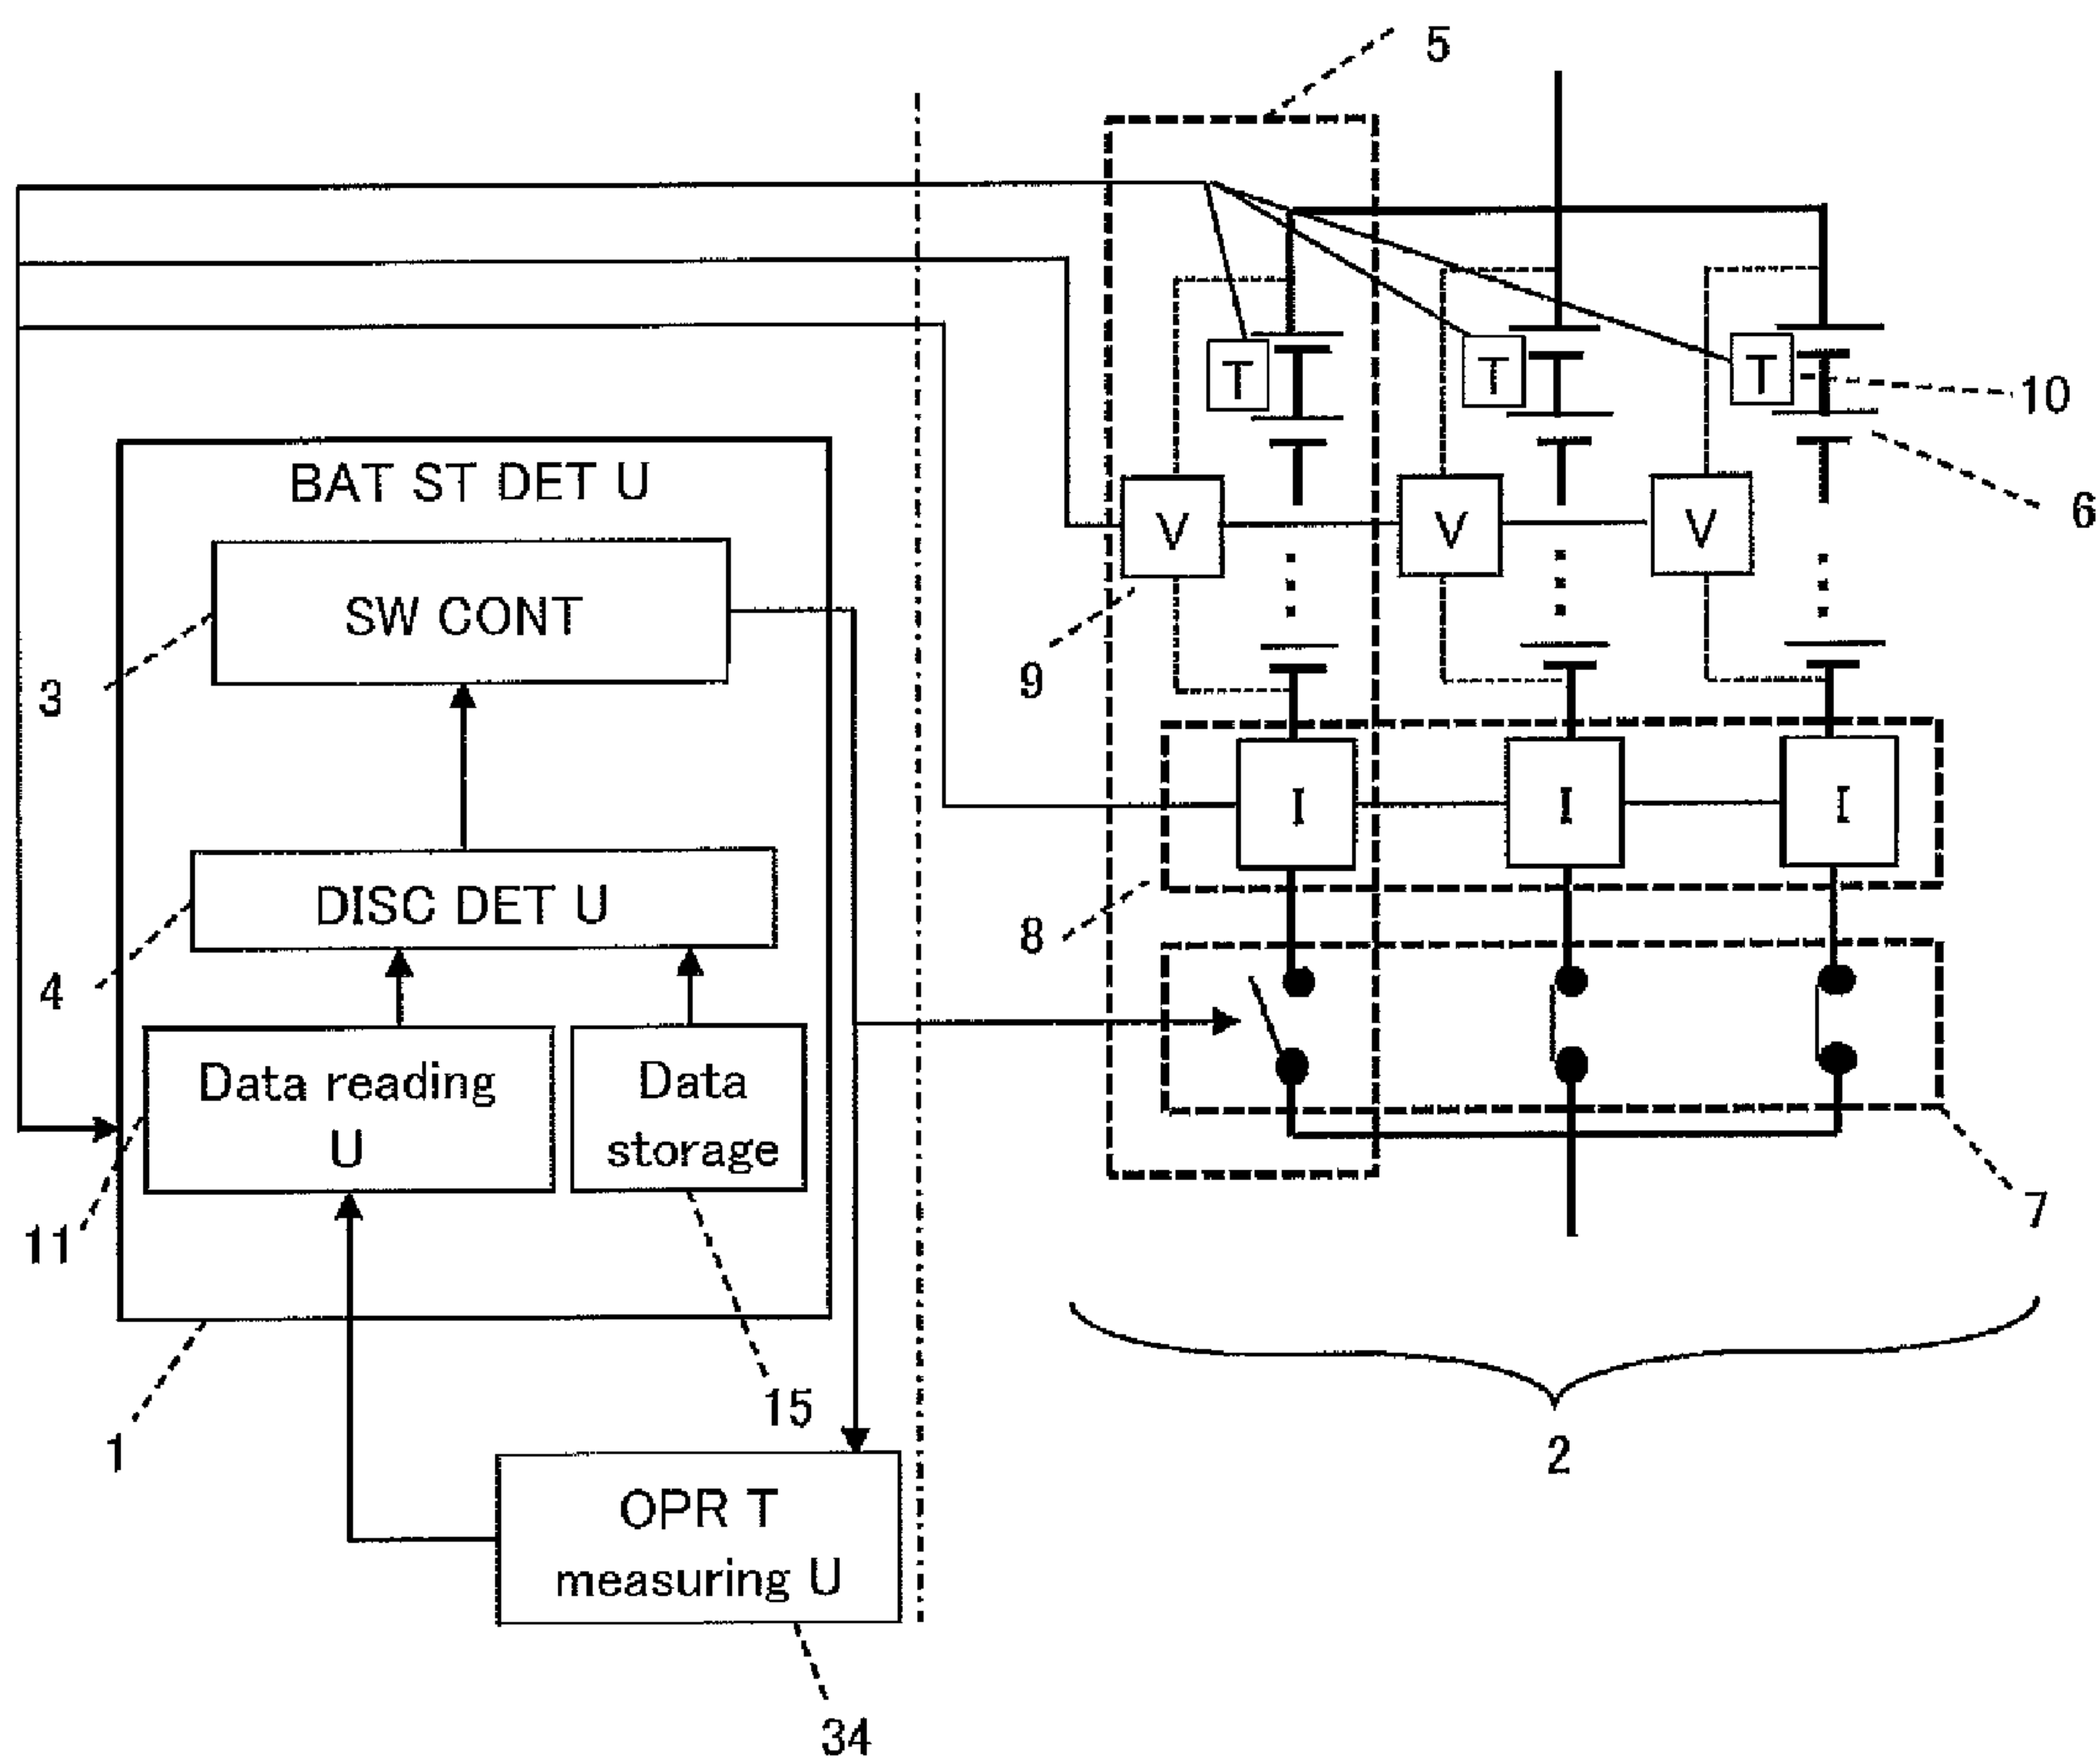 5
T
T
T
10
BAT ST DET U
6
V
V
V
SW CONT
9
3
I
I
I
DISC DET U
8
4
Data reading
U
Data
storage
7
11
15
1
2
OPR T
measuring U
34